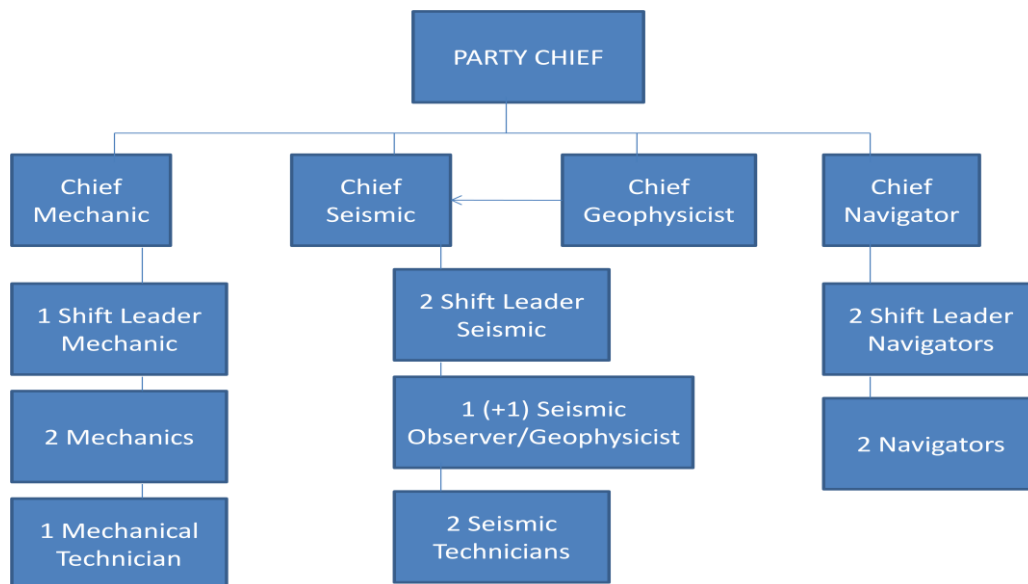 PARTY CHIEF
Chief
Mechanic
Chief
Seismic
Chief
Geophysicist
Chief
Navigator
1 Shift Leader
Mechanic
2 Shift Leader
Seismic
2 Shift Leader
Navigators
2 Mechanics
1 (+1) Seismic
Observer/Geophysicist
2 Navigators
1 Mechanical
Technician
2 Seismic
Technicians